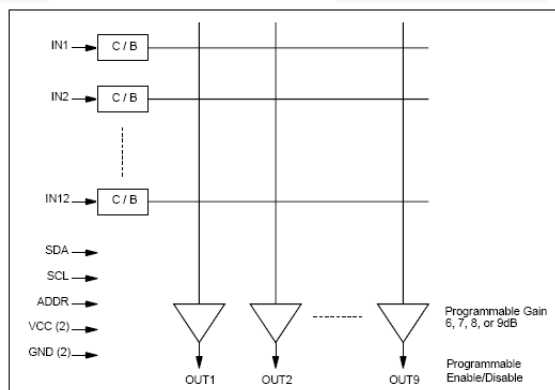 IN1
C / B
IN2
C / B
IN12
C / B
SDA
SCL
ADDR
VCC (2)
GND (2)
Programmable Gain
6, 7, 8, or 9dB
OUT1
OUT2
OUT9
Programmable
Enable/Disable